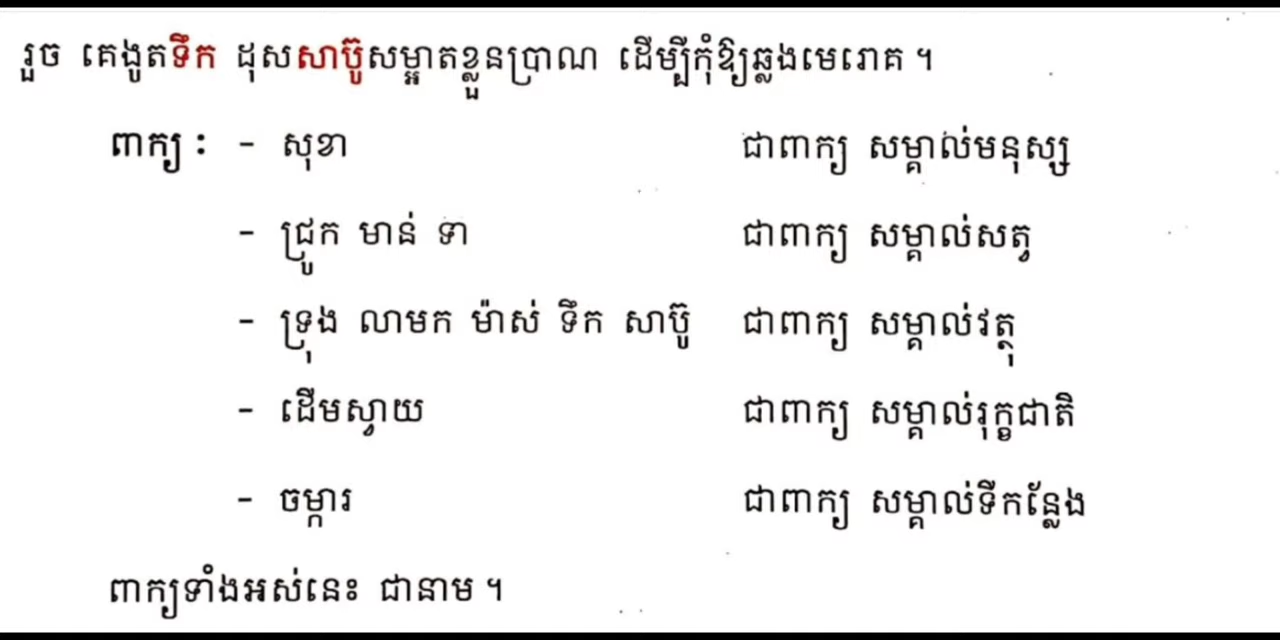 រួច គេងូតទឹក ដុសសាប៊ូសម្អាតខ្លួនប្រាណ ដើម្បីកុំឱ្យឆ្លងមេរោគ ។
ពាក្យ ៖ - សុខា ជាពាក្យ សម្គាល់មនុស្ស
- ជ្រូក មាន់ ទា ជាពាក្យ សម្គាល់សត្វ
- ទ្រុង លាមក ម៉ាស់ ទឹក សាប៊ូ ជាពាក្យ សម្គាល់វត្ថុ
- ដើមស្វាយ ជាពាក្យ សម្គាល់រុក្ខជាតិ
- ចម្ការ ជាពាក្យ សម្គាល់ទីកន្លែង
ពាក្យទាំងអស់នេះ ជានាម ។